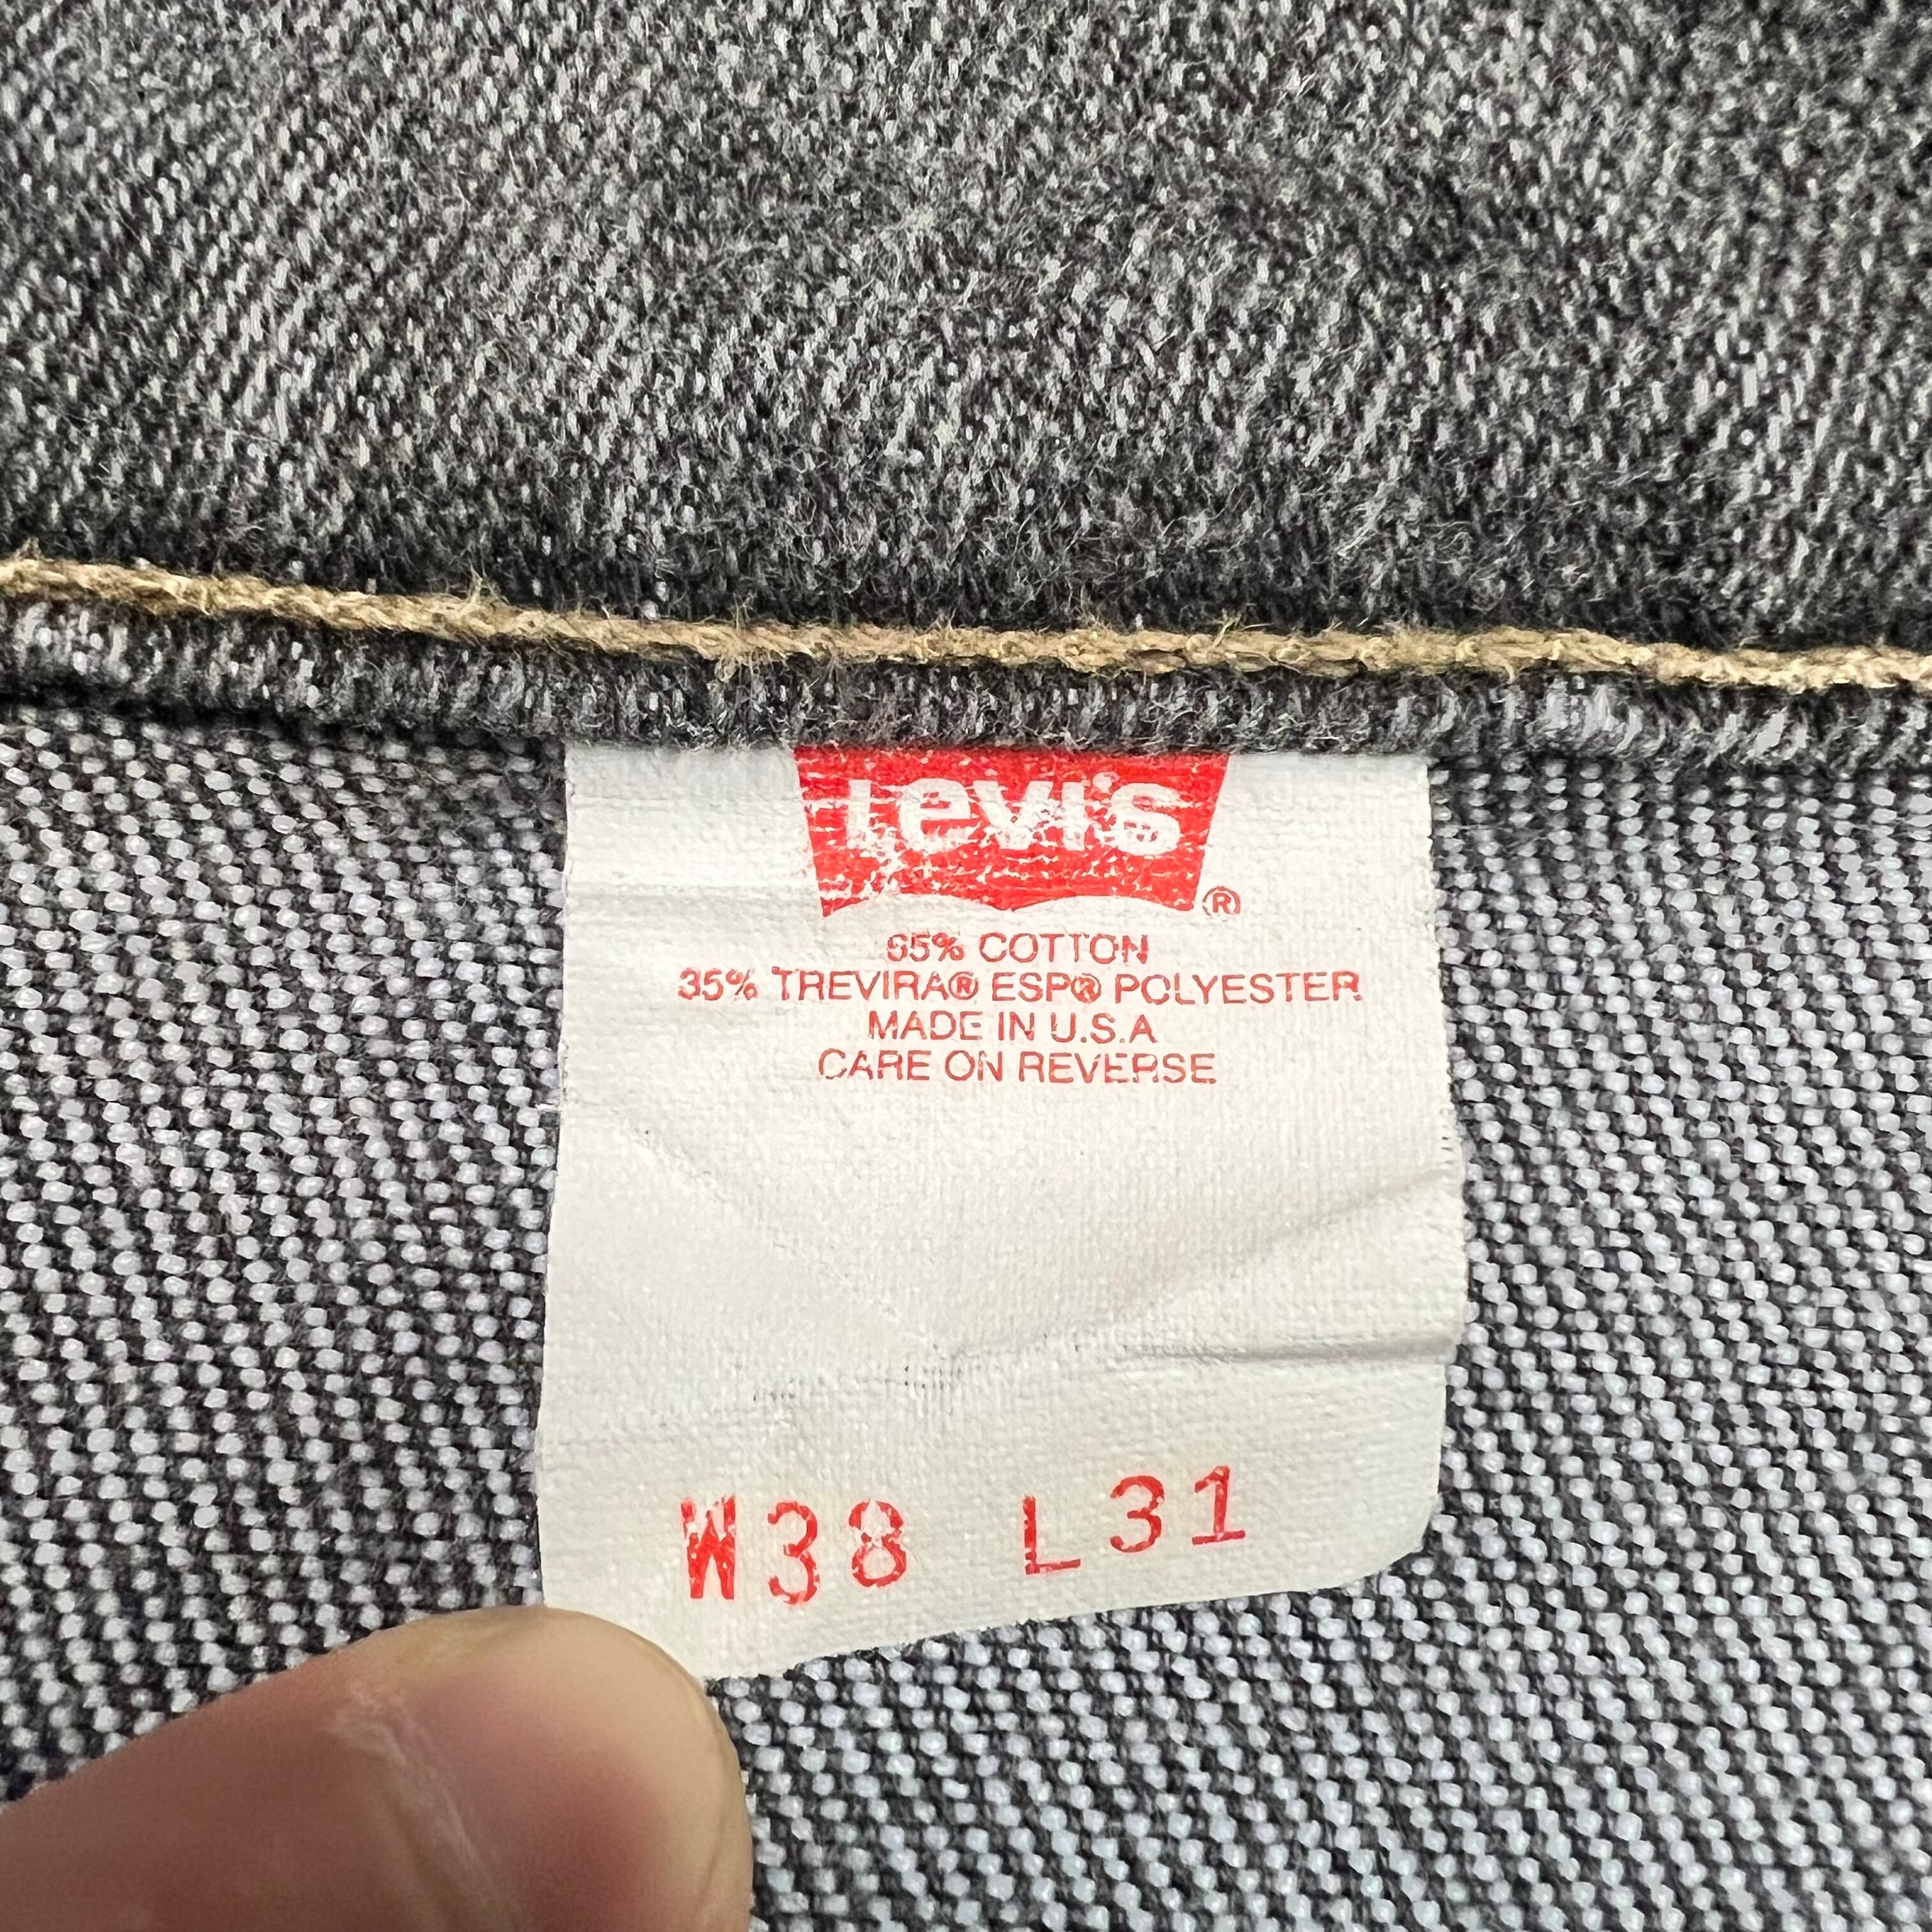 Levi's ®
65% COTTON
35% TREVIRA® ESP® POLYESTER
MADE IN U.S.A
CARE ON REVERSE
W38 L31